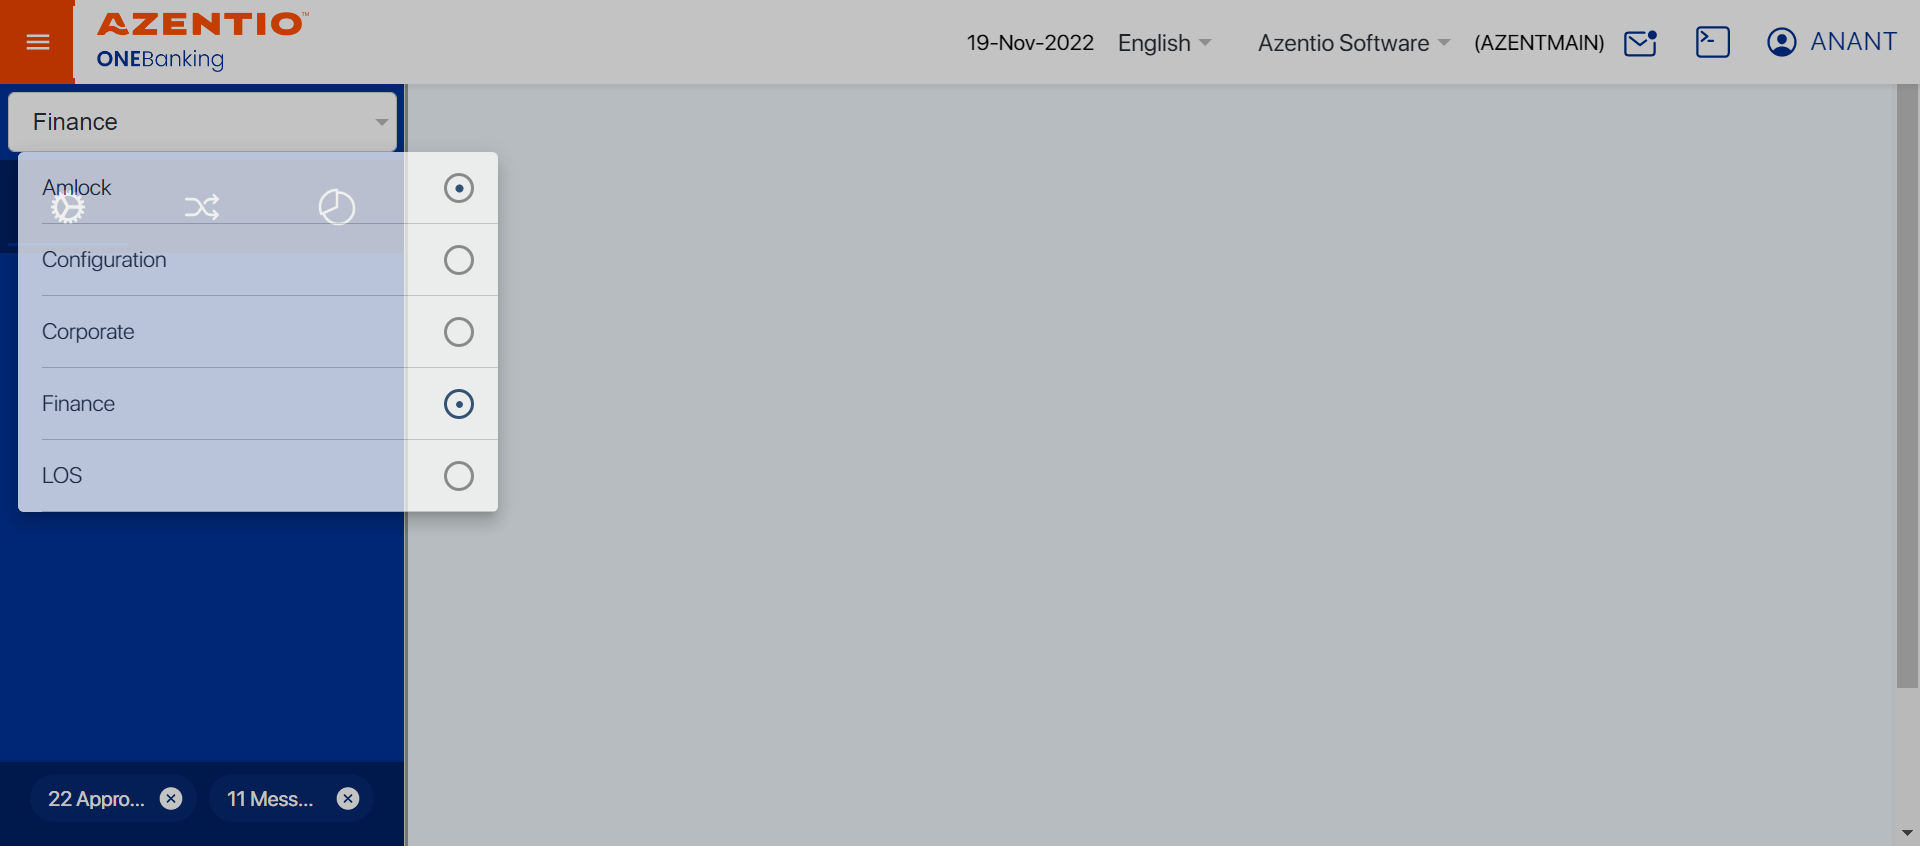 AZENTIO™
ONEBanking
19-Nov-2022 English Azentio Software (AZENTMAIN) ANANT
Finance
Amlock
Configuration
Corporate
Finance
LOS
22 Appro... 11 Mess...